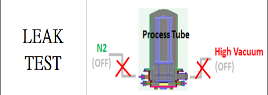 LEAK
TEST
Process Tube
N2
(OFF)
High Vacuum
(OFF)